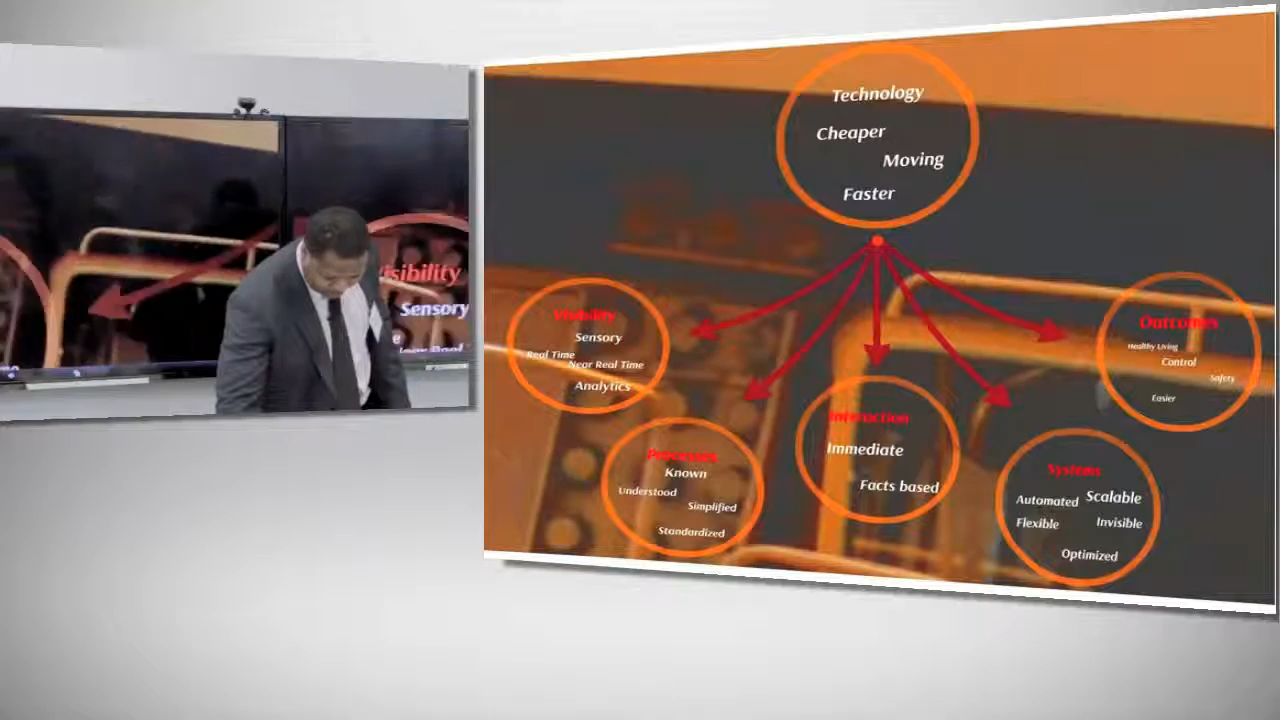 Visibility
Sensory
Technology
Cheaper
Moving
Faster
Visibility
Sensory
Real Time
Near Real Time
Analytics
Processes
Known
Understood
Simplified
Standardized
Interaction
Immediate
Facts based
Systems
Automated Scalable
Flexible Invisible
Optimized
Outcomes
Healthy Living
Control
Safety
Easier